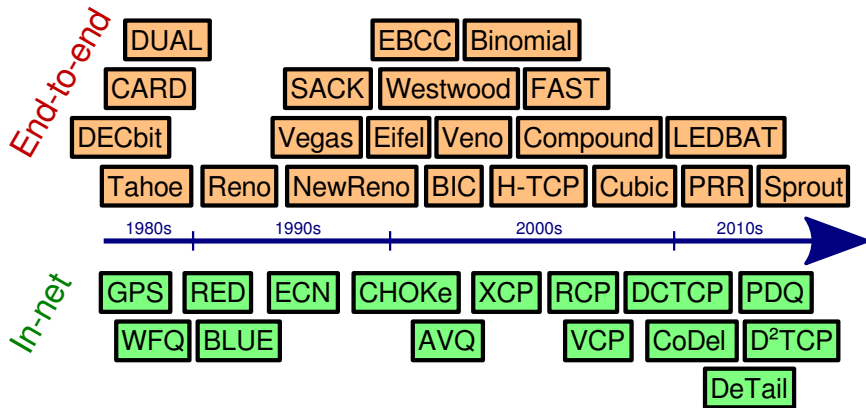 End-to-end
DUAL EBCC Binomial
CARD SACK Westwood FAST
DECbit Vegas Eifel Veno Compound LEDBAT
Tahoe Reno NewReno BIC H-TCP Cubic PRR Sprout
1980s 1990s 2000s 2010s
In-net
GPS RED ECN CHOKe XCP RCP DCTCP PDQ
WFQ BLUE AVQ VCP CoDel D²TCP
DeTail